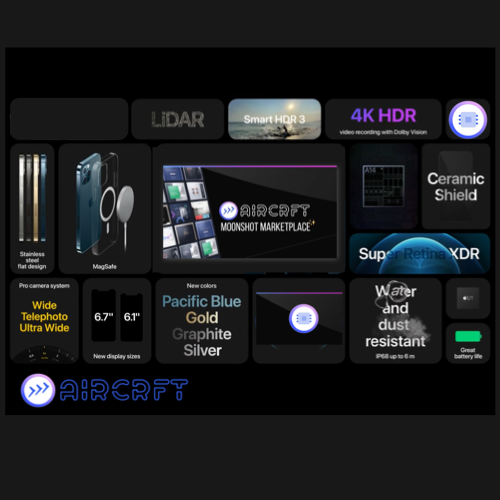 LiDAR
Smart HDR 3
4K HDR
video recording with Dolby Vision
Stainless
steel
flat design
MagSafe
AIRCRFT
MOONSHOT MARKETPLACE
A14
Ceramic
Shield
Super Retina XDR
Pro camera system
Wide
Telephoto
Ultra Wide
6.7"
6.1"
New display sizes
New colors
Pacific Blue
Gold
Graphite
Silver
Water
and
dust
resistant
IP68 up to 6 m
Great
battery life
AIRCRFT